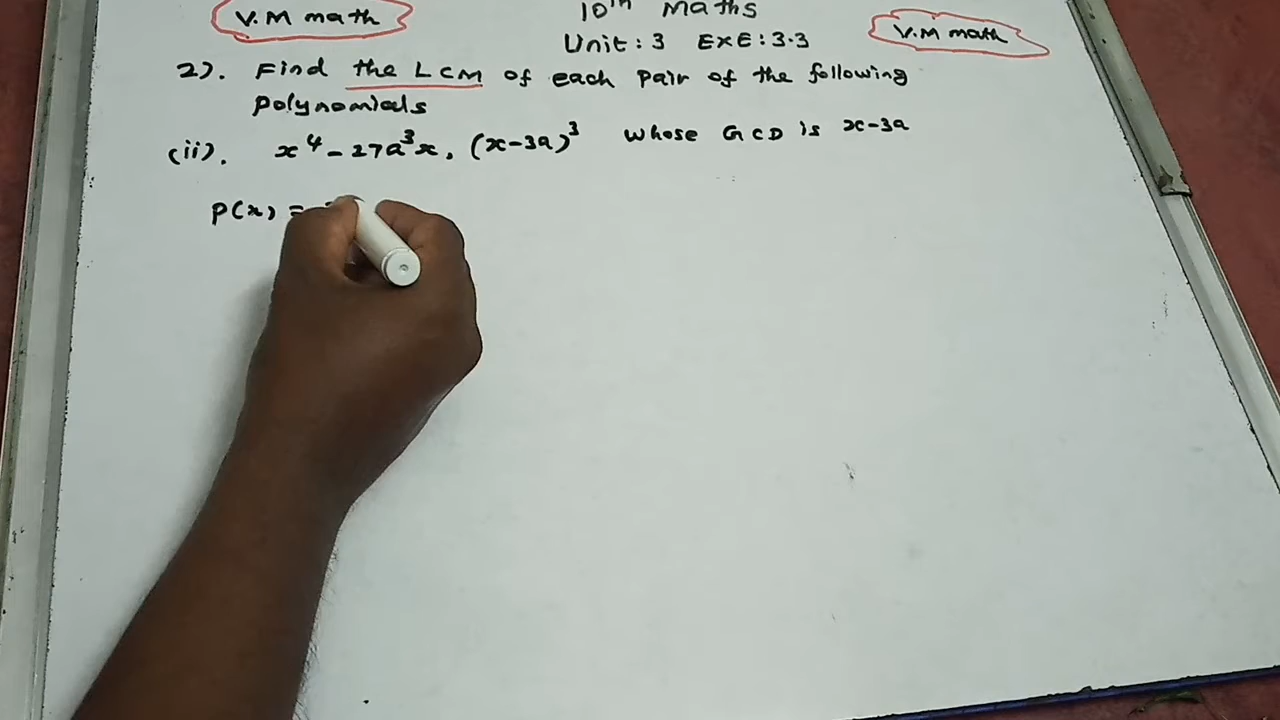 V.M math
10th Maths
Unit: 3 EXE: 3.3
V.M math
2). Find the LCM of each pair of the following
polynomials
(ii). x⁴ - 27a³x, (x-3a)³ whose GCD is x-3a
P(x) =